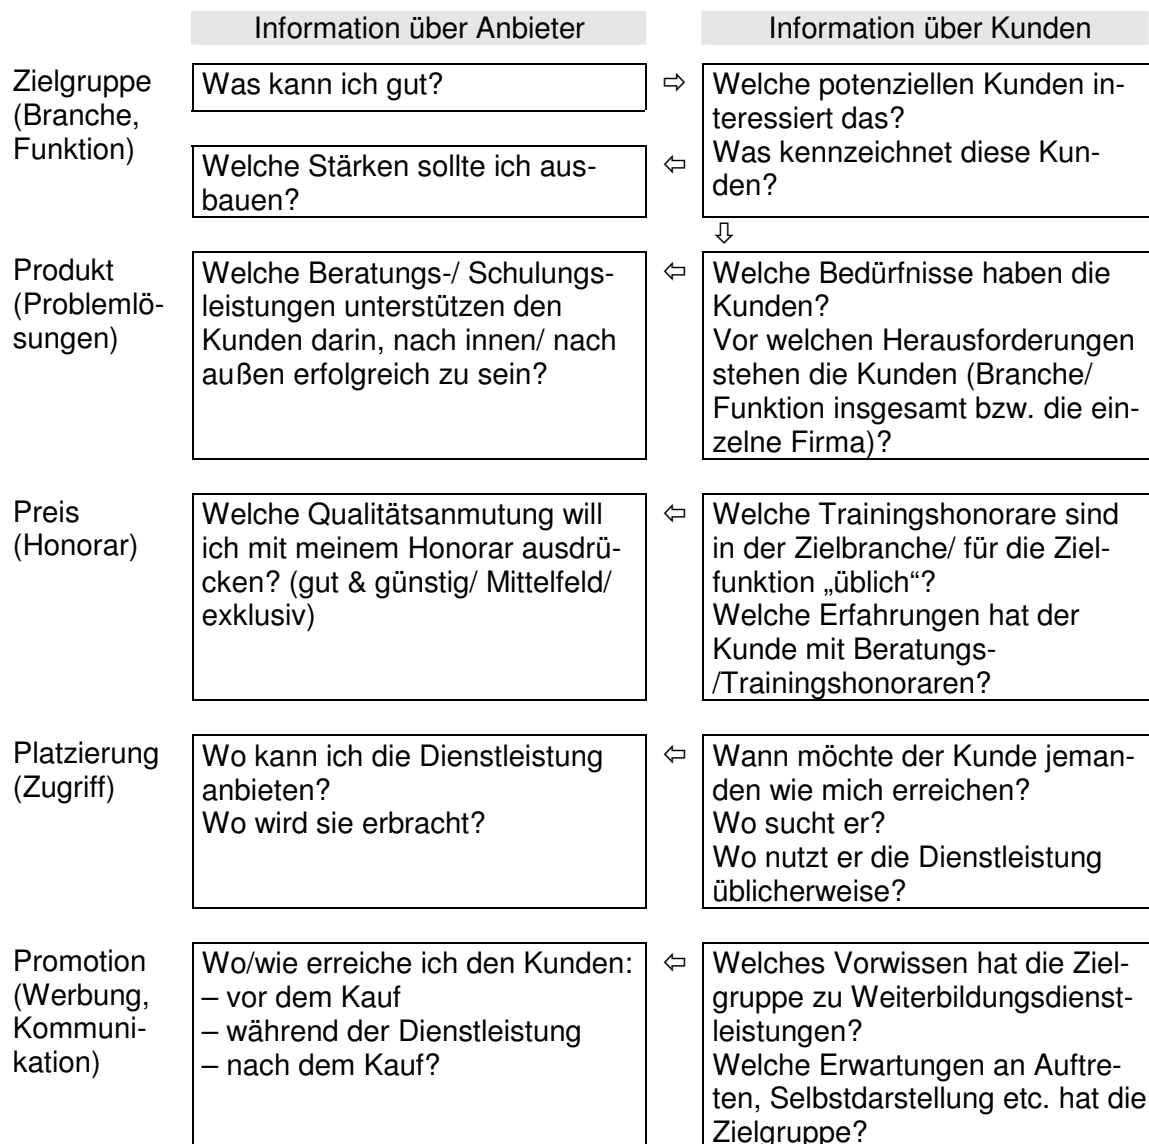 Information über Anbieter
Information über Kunden
Zielgruppe
(Branche,
Funktion)
Was kann ich gut?
⇨
Welche potenziellen Kunden in-
teressiert das?
Was kennzeichnet diese Kun-
den?
Welche Stärken sollte ich aus-
bauen?
⇦
⇩
Produkt
(Problemlö-
sungen)
Welche Beratungs-/ Schulungs-
leistungen unterstützen den
Kunden darin, nach innen/ nach
außen erfolgreich zu sein?
⇦
Welche Bedürfnisse haben die
Kunden?
Vor welchen Herausforderungen
stehen die Kunden (Branche/
Funktion insgesamt bzw. die ein-
zelne Firma)?
Preis
(Honorar)
Welche Qualitätsanmutung will
ich mit meinem Honorar ausdrü-
cken? (gut & günstig/ Mittelfeld/
exklusiv)
⇦
Welche Trainingshonorare sind
in der Zielbranche/ für die Ziel-
funktion „üblich“?
Welche Erfahrungen hat der
Kunde mit Beratungs-
/Trainingshonoraren?
Platzierung
(Zugriff)
Wo kann ich die Dienstleistung
anbieten?
Wo wird sie erbracht?
⇦
Wann möchte der Kunde jeman-
den wie mich erreichen?
Wo sucht er?
Wo nutzt er die Dienstleistung
üblicherweise?
Promotion
(Werbung,
Kommuni-
kation)
Wo/wie erreiche ich den Kunden:
– vor dem Kauf
– während der Dienstleistung
– nach dem Kauf?
⇦
Welches Vorwissen hat die Ziel-
gruppe zu Weiterbildungsdienst-
leistungen?
Welche Erwartungen an Auftre-
ten, Selbstdarstellung etc. hat die
Zielgruppe?